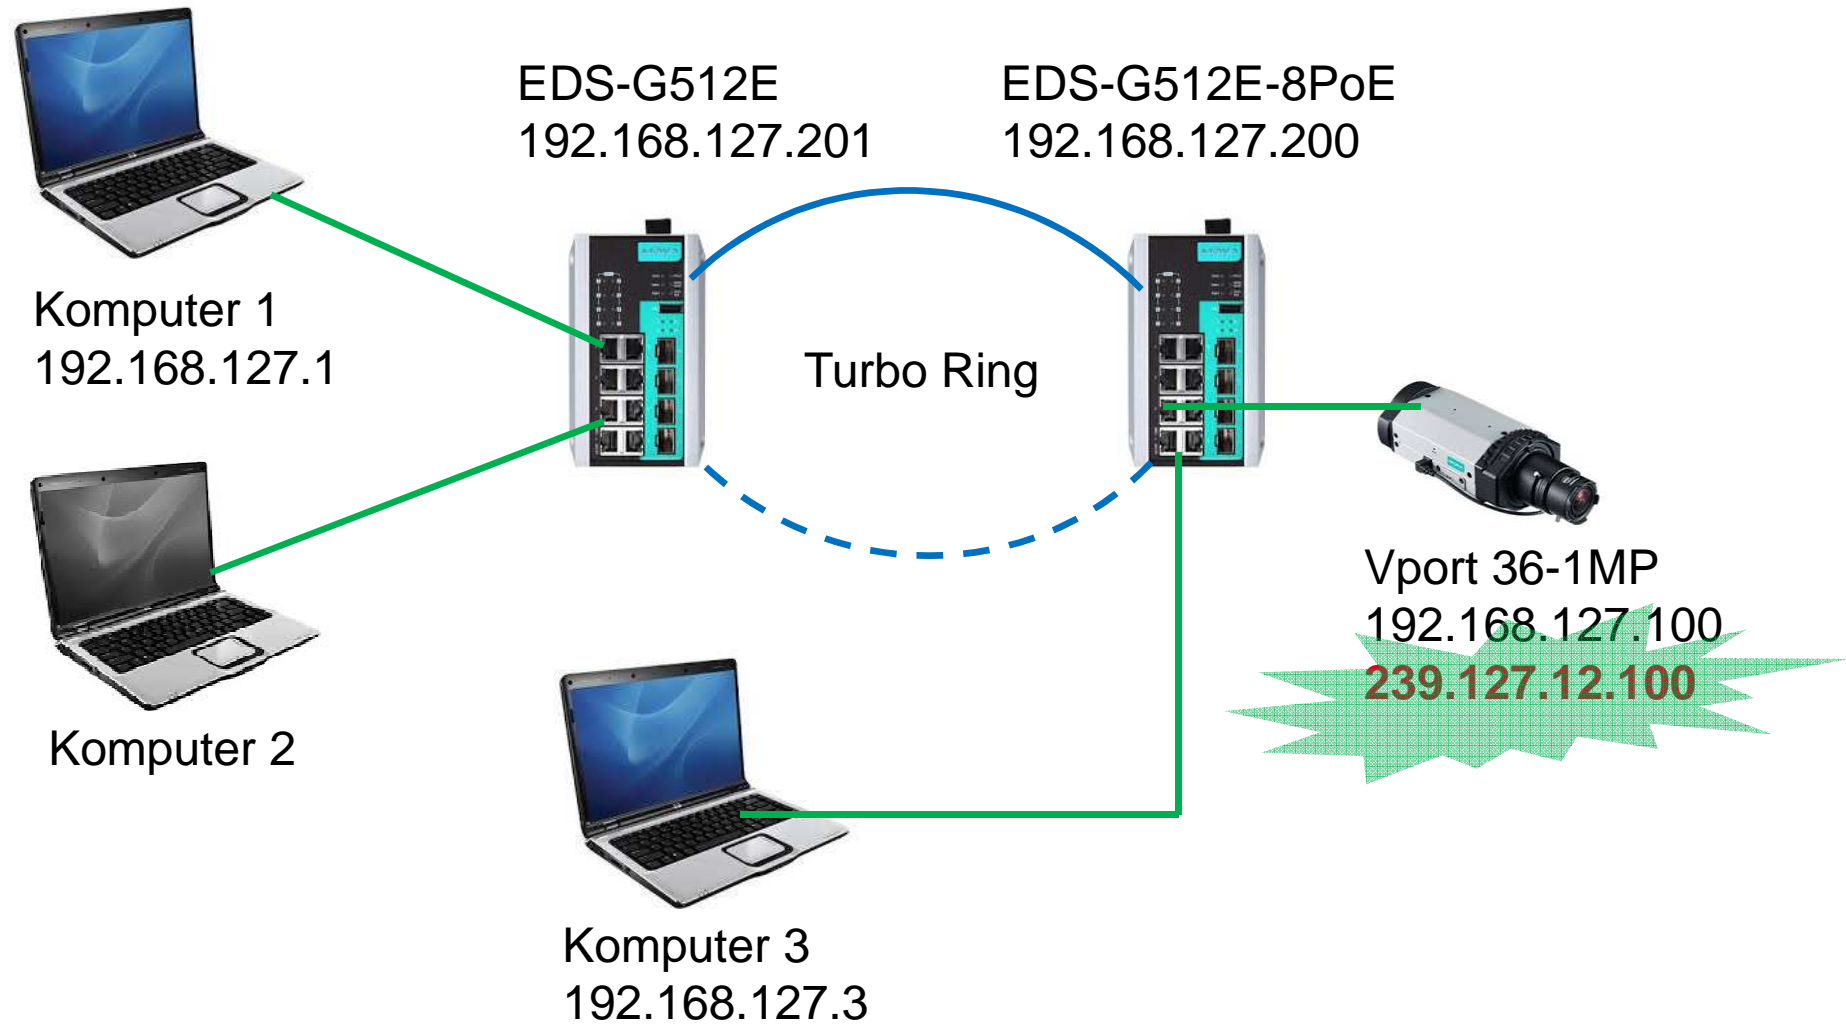 EDS-G512E
192.168.127.201
EDS-G512E-8PoE
192.168.127.200
Komputer 1
192.168.127.1
Turbo Ring
Vport 36-1MP
192.168.127.100
239.127.12.100
Komputer 2
Komputer 3
192.168.127.3